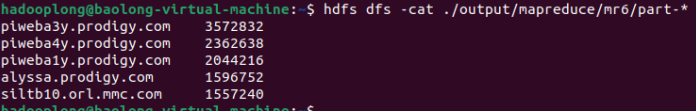 hadooplong@baolong-virtual-machine:~$ hdfs dfs -cat ./output/mapreduce/mr6/part-*
piweba3y.prodigy.com 3572832
piweba4y.prodigy.com 2362638
piweba1y.prodigy.com 2044216
alyssa.prodigy.com 1596752
siltb10.orl.mmc.com 1557240
hadooplong@baolong-virtual-machine:~$